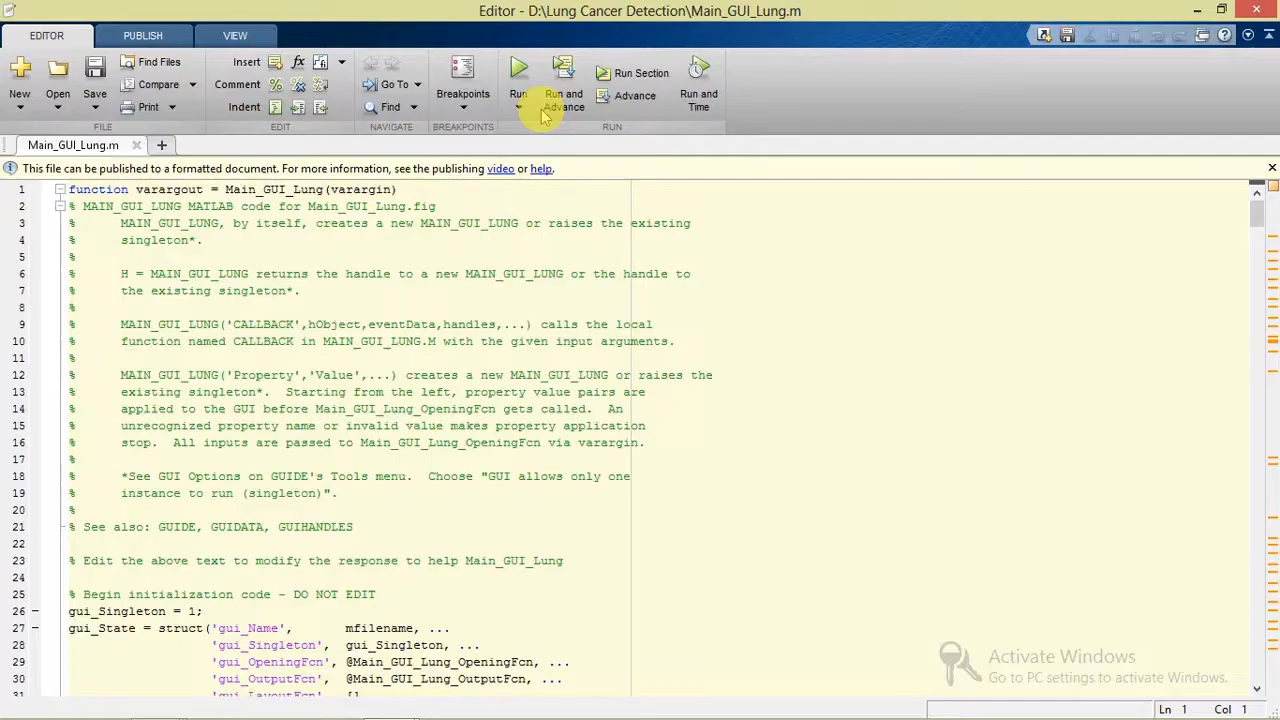 Editor - D:\Lung Cancer Detection\Main_GUI_Lung.m
EDITOR PUBLISH VIEW
New Open Save Find Files Compare Print FILE
Insert fx Comment Indent EDIT
Go To Find NAVIGATE
Breakpoints BREAKPOINTS
Run Run and Advance Run Section Advance Run and Time RUN
Main_GUI_Lung.m
This file can be published to a formatted document. For more information, see the publishing video or help.
1 function varargout = Main_GUI_Lung(varargin)
2 % MAIN_GUI_LUNG MATLAB code for Main_GUI_Lung.fig
3 % MAIN_GUI_LUNG, by itself, creates a new MAIN_GUI_LUNG or raises the existing
4 % singleton*.
5 %
6 % H = MAIN_GUI_LUNG returns the handle to a new MAIN_GUI_LUNG or the handle to
7 % the existing singleton*.
8 %
9 % MAIN_GUI_LUNG('CALLBACK',hObject,eventData,handles,...) calls the local
10 % function named CALLBACK in MAIN_GUI_LUNG.M with the given input arguments.
11 %
12 % MAIN_GUI_LUNG('Property','Value',...) creates a new MAIN_GUI_LUNG or raises the
13 % existing singleton*. Starting from the left, property value pairs are
14 % applied to the GUI before Main_GUI_Lung_OpeningFcn gets called. An
15 % unrecognized property name or invalid value makes property application
16 % stop. All inputs are passed to Main_GUI_Lung_OpeningFcn via varargin.
17 %
18 % *See GUI Options on GUIDE's Tools menu. Choose "GUI allows only one
19 % instance to run (singleton)".
20 %
21 % See also: GUIDE, GUIDATA, GUIHANDLES
22
23 % Edit the above text to modify the response to help Main_GUI_Lung
24
25 % Begin initialization code - DO NOT EDIT
26 gui_Singleton = 1;
27 gui_State = struct('gui_Name', mfilename, ...
28 'gui_Singleton', gui_Singleton, ...
29 'gui_OpeningFcn', @Main_GUI_Lung_OpeningFcn, ...
30 'gui_OutputFcn', @Main_GUI_Lung_OutputFcn, ...
31 'gui_LayoutFcn', [] 
Activate Windows
Go to PC settings to activate Windows.
Ln 1 Col 1